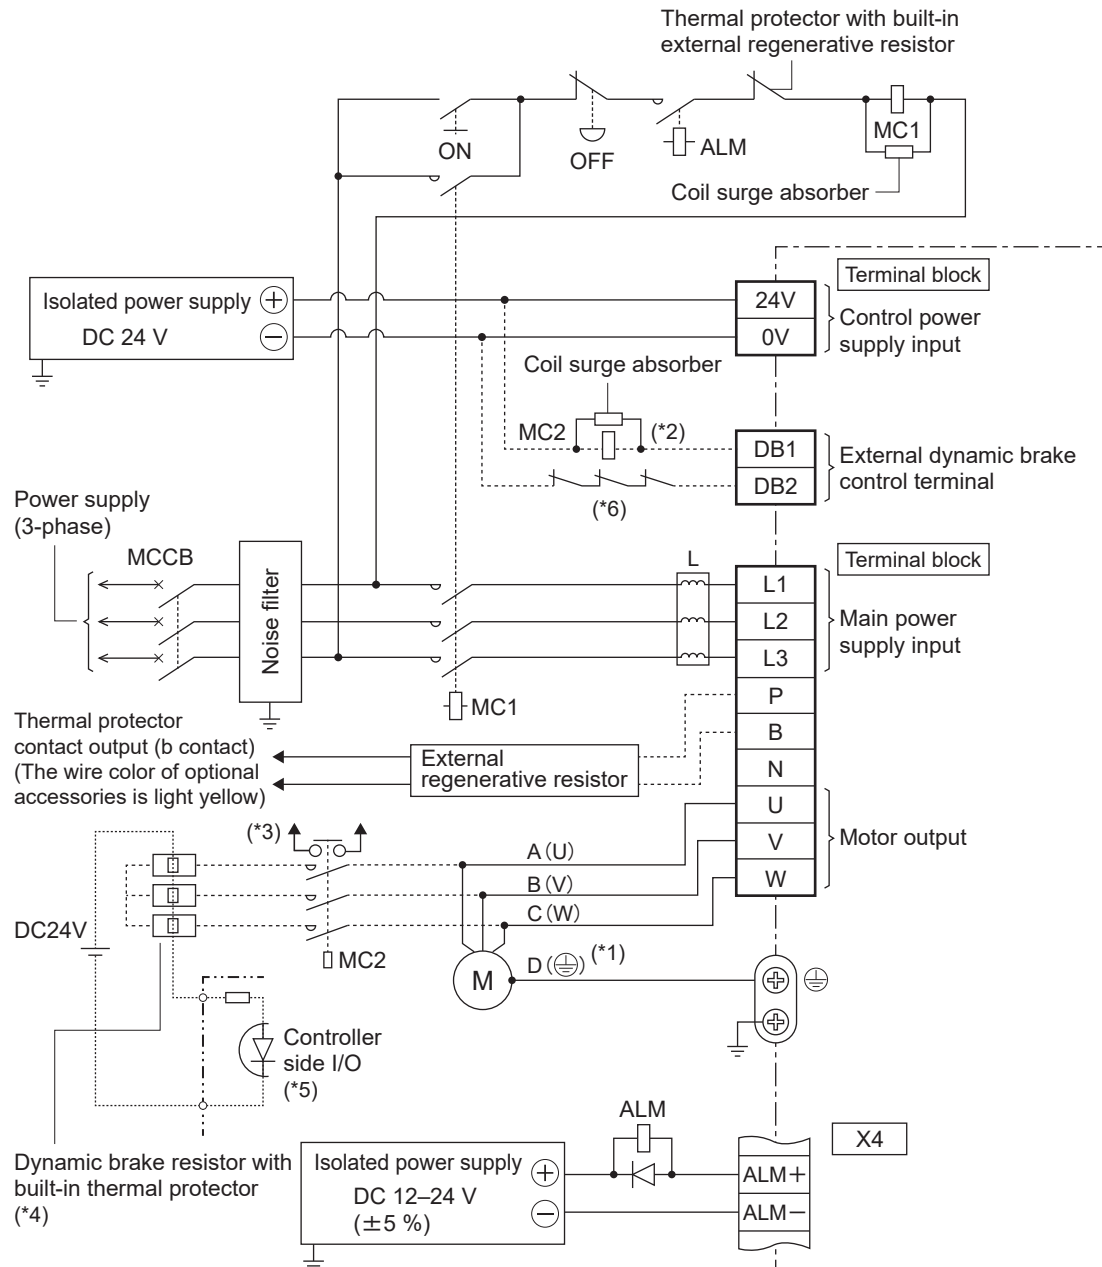 Thermal protector with built-in
external regenerative resistor
ON
OFF
ALM
MC1
Coil surge absorber
Isolated power supply
DC 24 V
Terminal block
24V
0V
Control power
supply input
Coil surge absorber
MC2
(*2)
(*6)
DB1
DB2
External dynamic brake
control terminal
Power supply
(3-phase)
MCCB
Noise filter
L
Terminal block
L1
L2
L3
P
B
N
U
V
W
Main power
supply input
MC1
Thermal protector
contact output (b contact)
(The wire color of optional
accessories is light yellow)
External
regenerative resistor
Motor output
(*3)
A(U)
B(V)
C(W)
D( ) (*1)
M
MC2
DC24V
Controller
side I/O
(*5)
Dynamic brake resistor with
built-in thermal protector
(*4)
ALM
Isolated power supply
DC 12–24 V
(±5 %)
X4
ALM+
ALM−